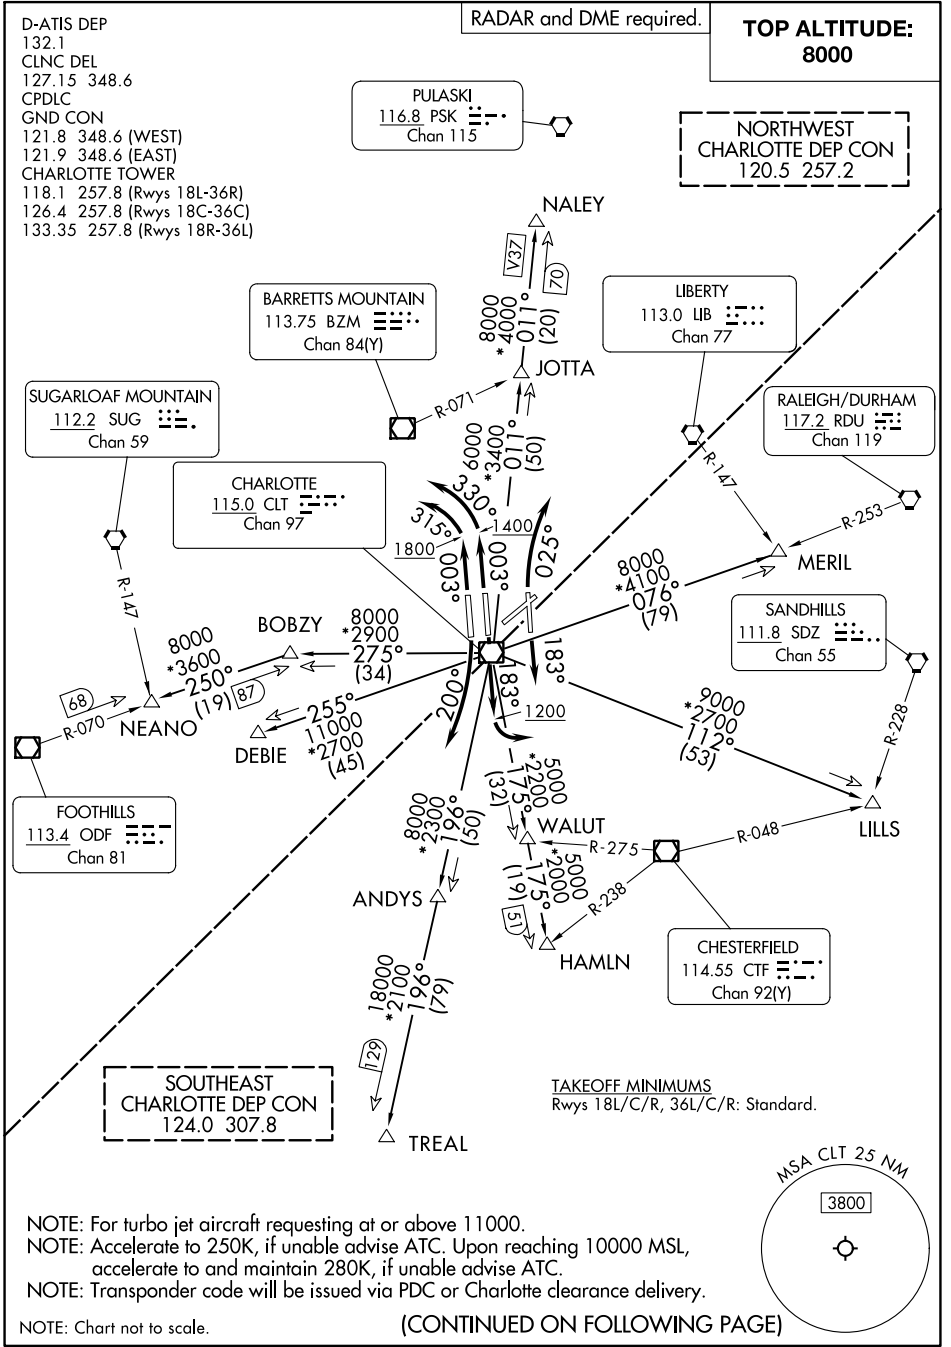 D-ATIS DEP
132.1
CLNC DEL
127.15 348.6
CPDLC
GND CON
121.8 348.6 (WEST)
121.9 348.6 (EAST)
CHARLOTTE TOWER
118.1 257.8 (Rwys 18L-36R)
126.4 257.8 (Rwys 18C-36C)
133.35 257.8 (Rwys 18R-36L)
RADAR and DME required.
TOP ALTITUDE:
8000
PULASKI
116.8 PSK
Chan 115
NORTHWEST
CHARLOTTE DEP CON
120.5 257.2
NALEY
V37
70
8000
*4000
011°
(20)
BARRETTS MOUNTAIN
113.75 BZM
Chan 84(Y)
LIBERTY
113.0 LIB
Chan 77
JOTTA
R-071
SUGARLOAF MOUNTAIN
112.2 SUG
Chan 59
RALEIGH/DURHAM
117.2 RDU
Chan 119
6000
*3400
011°
(50)
R-147
CHARLOTTE
115.0 CLT
Chan 97
330°
315°
1400
1800
003°
003°
025°
R-253
MERIL
8000
*4100
076°
(79)
R-147
SANDHILLS
111.8 SDZ
Chan 55
BOBZY
8000
*2900
275°
(34)
8000
*3600
250°
(19)
87
68
R-070
NEANO
DEBIE
255°
11000
*2700
(45)
200°
183°
183°
1200
9000
*2700
112°
(53)
R-228
LILLS
FOOTHILLS
113.4 ODF
Chan 81
8000
*2300
196°
(50)
5000
*2200
175°
(32)
WALUT
R-275
R-048
ANDYS
5000
*2000
175°
(19)
51
R-238
HAMLN
CHESTERFIELD
114.55 CTF
Chan 92(Y)
18000
*2100
196°
(79)
129
TREAL
SOUTHEAST
CHARLOTTE DEP CON
124.0 307.8
TAKEOFF MINIMUMS
Rwys 18L/C/R, 36L/C/R: Standard.
MSA CLT 25 NM
3800
NOTE: For turbo jet aircraft requesting at or above 11000.
NOTE: Accelerate to 250K, if unable advise ATC. Upon reaching 10000 MSL,
accelerate to and maintain 280K, if unable advise ATC.
NOTE: Transponder code will be issued via PDC or Charlotte clearance delivery.
NOTE: Chart not to scale.
(CONTINUED ON FOLLOWING PAGE)